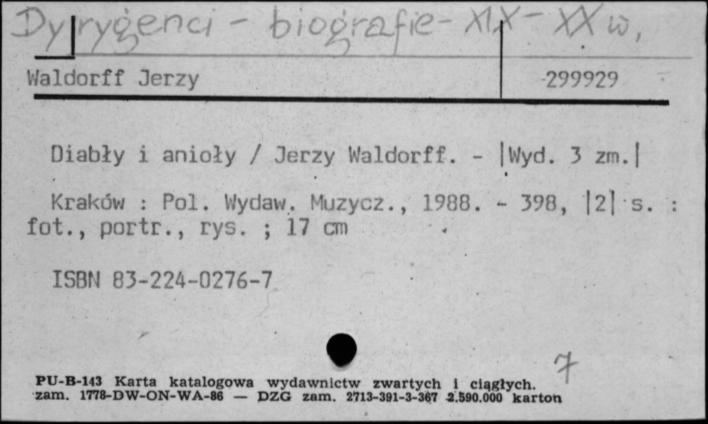 Dyrygenci - biografie - XIX - XX w,
Waldorff Jerzy 299929
Diabły i anioły / Jerzy Waldorff. - |Wyd. 3 zm.|
Kraków : Pol. Wydaw. Muzycz., 1988. - 398, |2| s. :
fot., portr., rys. ; 17 cm
ISBN 83-224-0276-7
7
PU-B-143 Karta katalogowa wydawnictw zwartych i ciągłych.
zam. 1778-DW-ON-WA-86 — DZG zam. 2713-391-3-367 2.590.000 karton